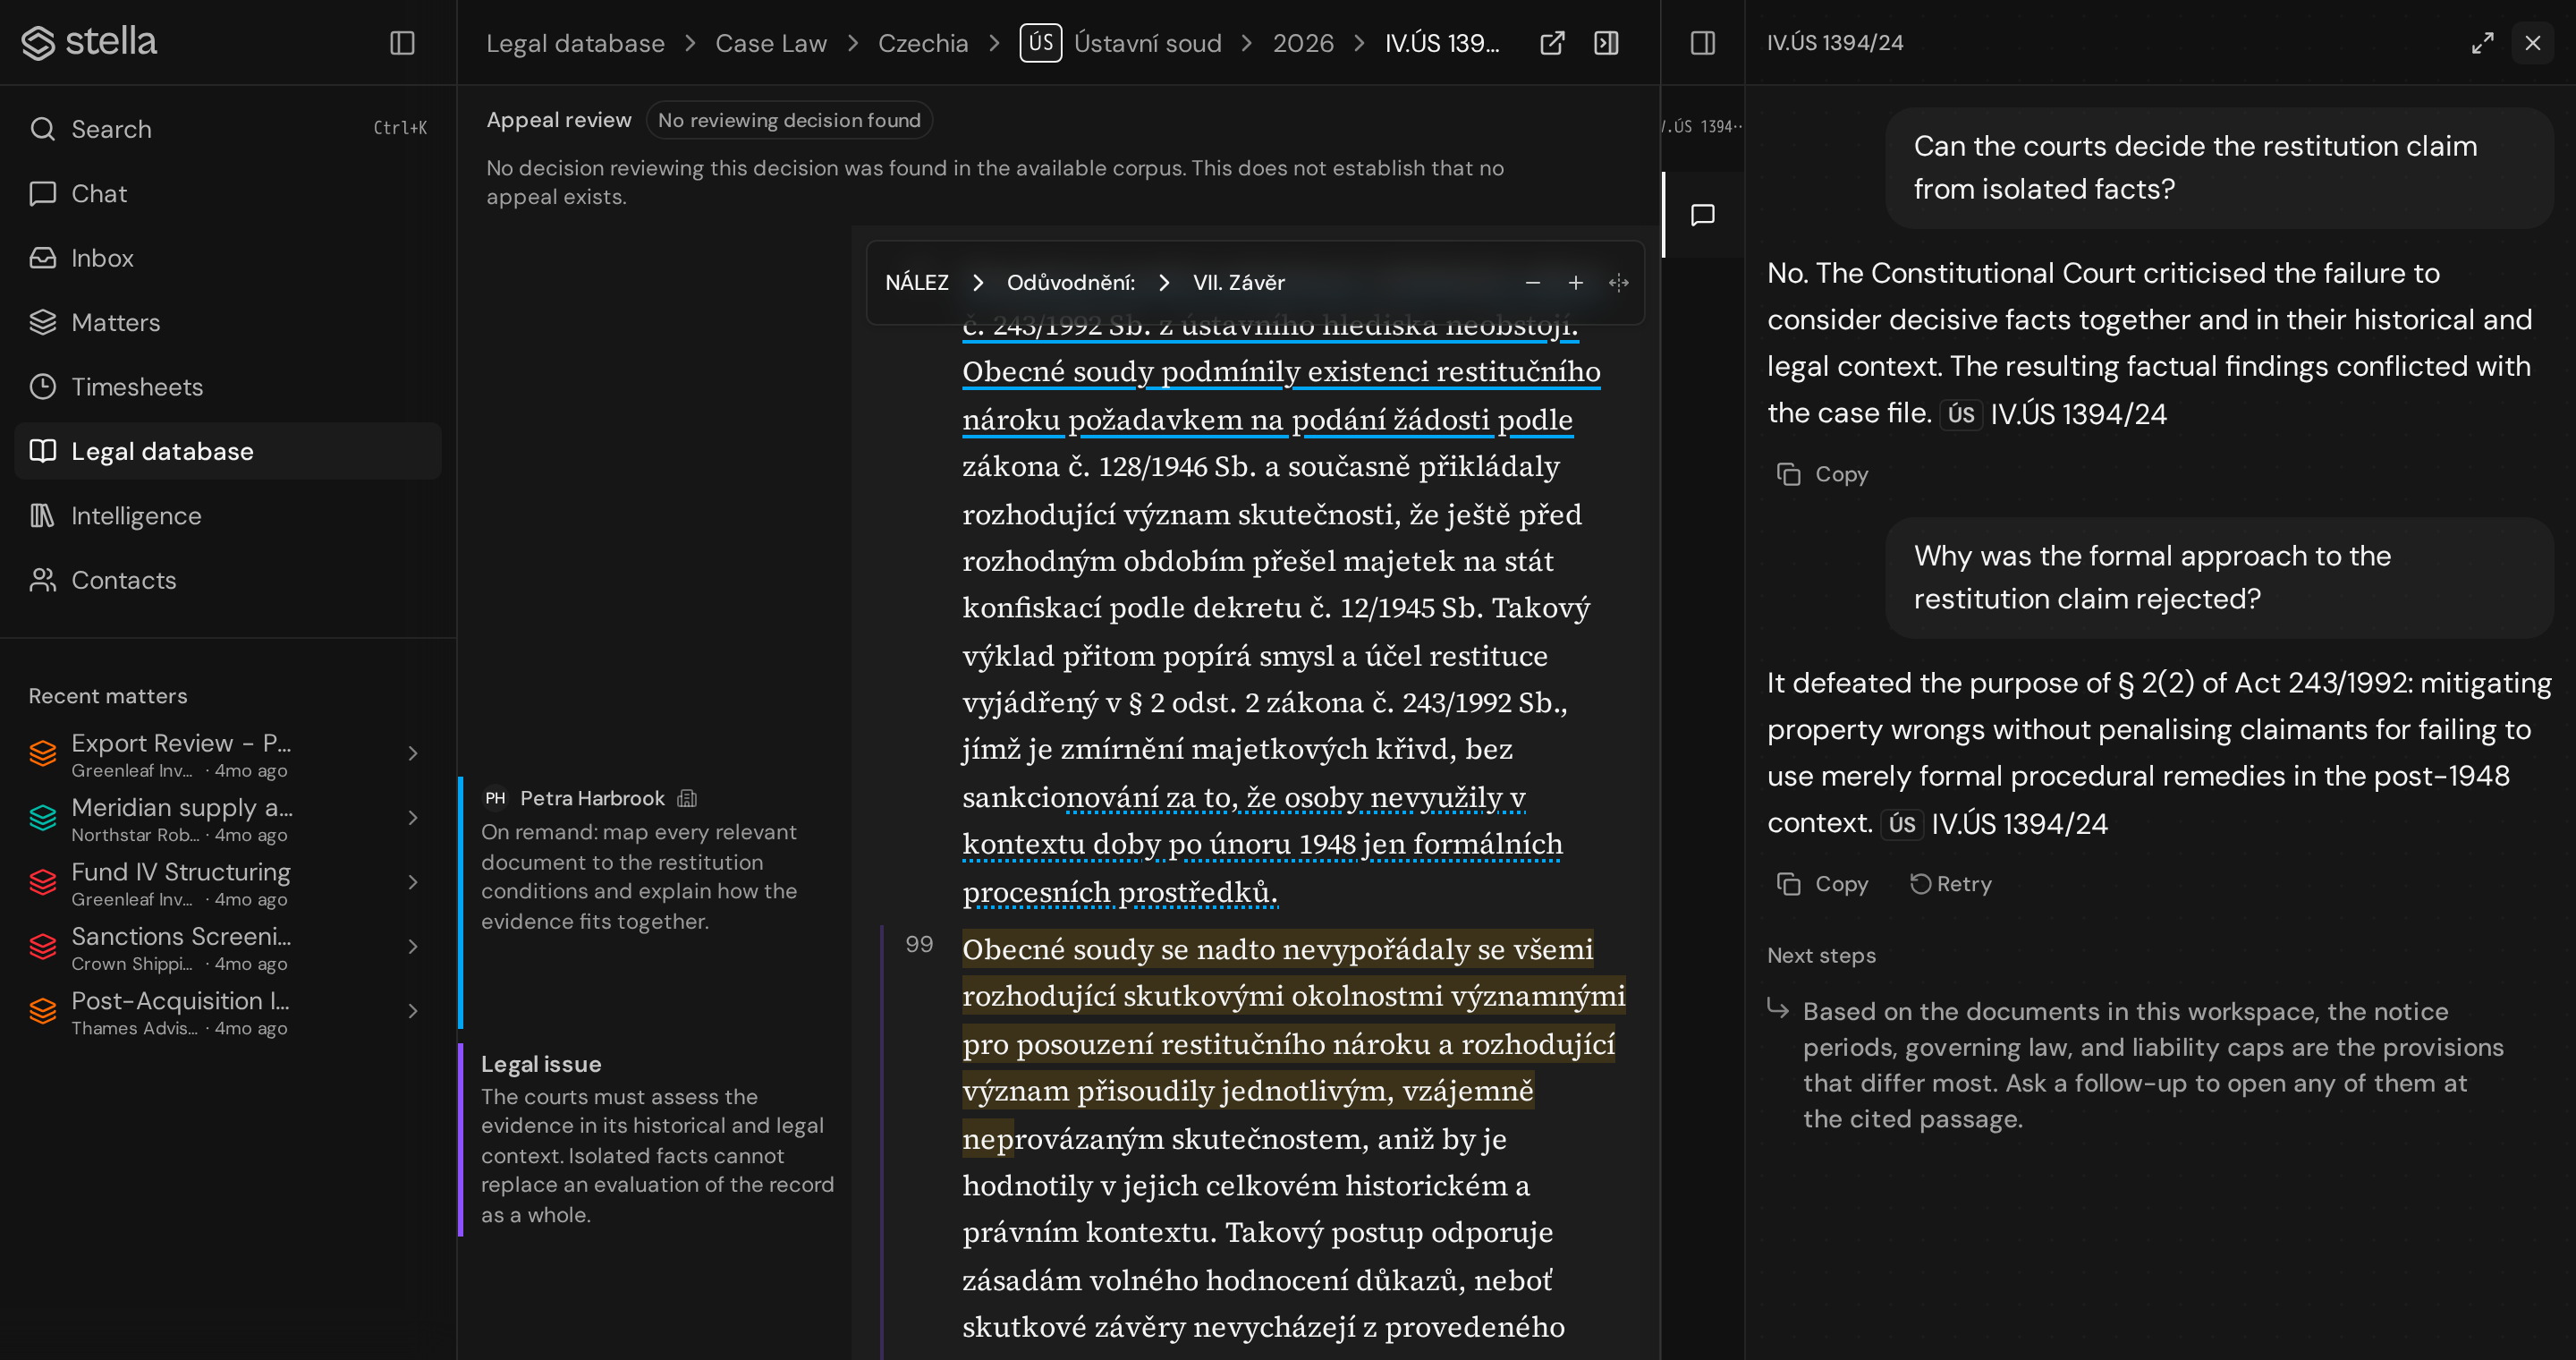 stella
Search Ctrl+K
Chat
Inbox
Matters
Timesheets
Legal database
Intelligence
Contacts
Recent matters
Export Review - P...
Greenleaf Inv... · 4mo ago
Meridian supply a...
Northstar Rob... · 4mo ago
Fund IV Structuring
Greenleaf Inv... · 4mo ago
Sanctions Screeni...
Crown Shippi... · 4mo ago
Post-Acquisition I...
Thames Advis... · 4mo ago
Legal database > Case Law > Czechia > ÚS Ústavní soud > 2026 > IV.ÚS 139...
Appeal review No reviewing decision found
No decision reviewing this decision was found in the available corpus. This does not establish that no
appeal exists.
PH Petra Harbrook
On remand: map every relevant
document to the restitution
conditions and explain how the
evidence fits together.
Legal issue
The courts must assess the
evidence in its historical and legal
context. Isolated facts cannot
replace an evaluation of the record
as a whole.
NÁLEZ > Odůvodnění: > VII. Závěr
č. 243/1992 Sb. z ústavního hlediska neobstojí.
Obecné soudy podmínily existenci restitučního
nároku požadavkem na podání žádosti podle
zákona č. 128/1946 Sb. a současně přikládaly
rozhodující význam skutečnosti, že ještě před
rozhodným obdobím přešel majetek na stát
konfiskací podle dekretu č. 12/1945 Sb. Takový
výklad přitom popírá smysl a účel restituce
vyjádřený v § 2 odst. 2 zákona č. 243/1992 Sb.,
jímž je zmírnění majetkových křivd, bez
sankcionování za to, že osoby nevyužily v
kontextu doby po únoru 1948 jen formálních
procesních prostředků.
99 Obecné soudy se nadto nevypořádaly se všemi
rozhodující skutkovými okolnostmi významnými
pro posouzení restitučního nároku a rozhodující
význam přisoudily jednotlivým, vzájemně
neprovázaným skutečnostem, aniž by je
hodnotily v jejich celkovém historickém a
právním kontextu. Takový postup odporuje
zásadám volného hodnocení důkazů, neboť
skutkové závěry nevycházejí z provedeného
.ÚS 1394··
IV.ÚS 1394/24
Can the courts decide the restitution claim
from isolated facts?
No. The Constitutional Court criticised the failure to
consider decisive facts together and in their historical and
legal context. The resulting factual findings conflicted with
the case file. ÚS IV.ÚS 1394/24
Copy
Why was the formal approach to the
restitution claim rejected?
It defeated the purpose of § 2(2) of Act 243/1992: mitigating
property wrongs without penalising claimants for failing to
use merely formal procedural remedies in the post-1948
context. ÚS IV.ÚS 1394/24
Copy Retry
Next steps
Based on the documents in this workspace, the notice
periods, governing law, and liability caps are the provisions
that differ most. Ask a follow-up to open any of them at
the cited passage.